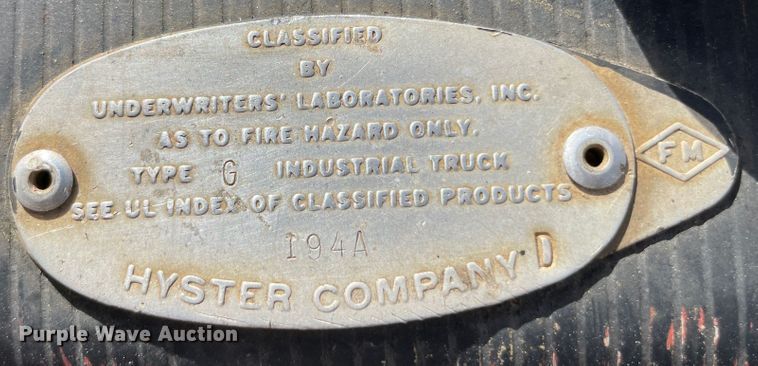 CLASSIFIED
BY
UNDERWRITERS' LABORATORIES, INC.
AS TO FIRE HAZARD ONLY.
TYPE G INDUSTRIAL TRUCK
SEE UL INDEX OF CLASSIFIED PRODUCTS
194A
HYSTER COMPANY D
FM
Purple Wave Auction